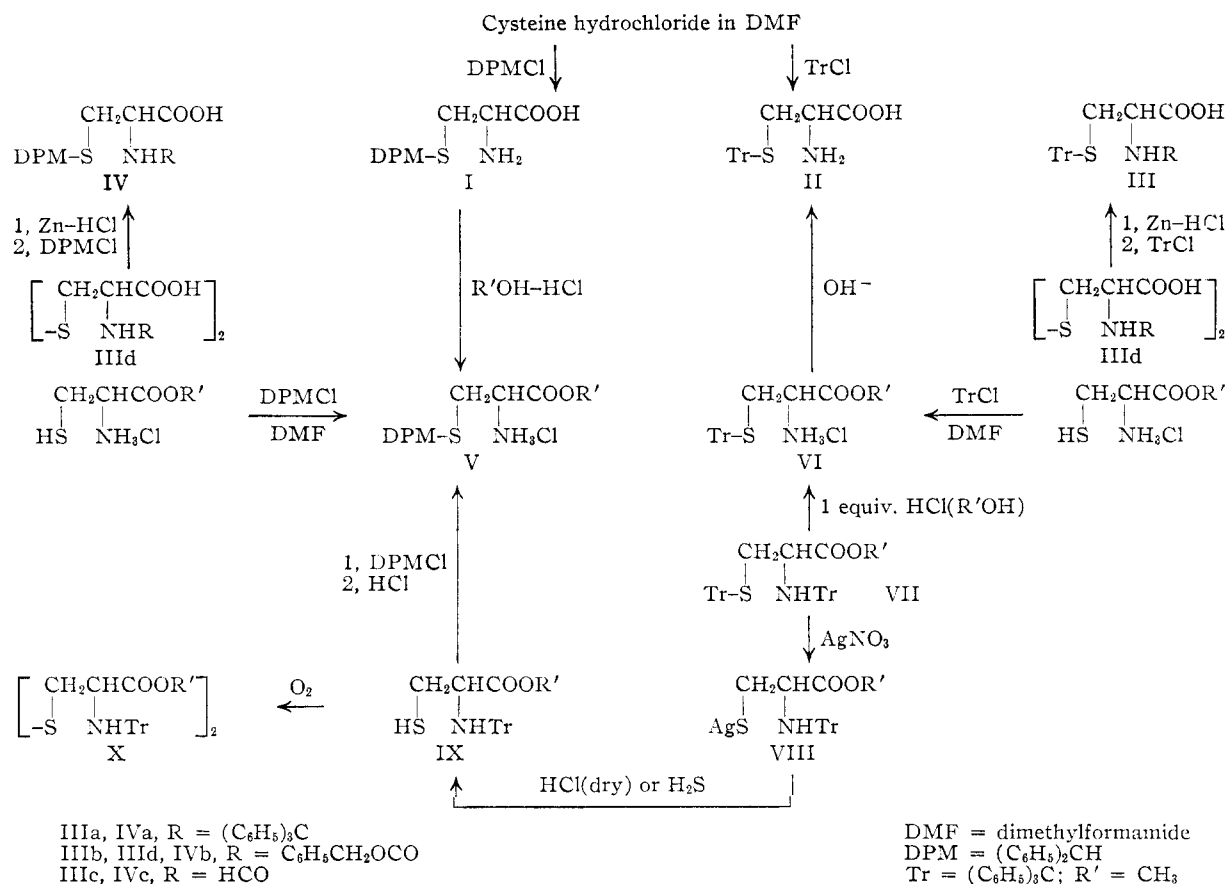 Cysteine hydrochloride in DMF
DPMCl
TrCl
CH₂CHCOOH
DPM–S NHR
IV
CH₂CHCOOH
DPM–S NH₂
I
CH₂CHCOOH
Tr–S NH₂
II
CH₂CHCOOH
Tr–S NHR
III
1, Zn–HCl
2, DPMCl
R'OH–HCl
OH⁻
1, Zn–HCl
2, TrCl
CH₂CHCOOH
–S NHR 2
IIId
CH₂CHCOOH
–S NHR 2
IIId
CH₂CHCOOR'
HS NH₃Cl
DPMCl
DMF
CH₂CHCOOR'
DPM–S NH₃Cl
V
CH₂CHCOOR'
Tr–S NH₃Cl
VI
TrCl
DMF
CH₂CHCOOR'
HS NH₃Cl
1, DPMCl
2, HCl
1 equiv. HCl(R'OH)
CH₂CHCOOR'
Tr–S NHTr VII
AgNO₃
CH₂CHCOOR'
–S NHTr 2
X
O₂
CH₂CHCOOR'
HS NHTr
IX
CH₂CHCOOR'
AgS NHTr
VIII
HCl(dry) or H₂S
IIIa, IVa, R = (C₆H₅)₃C
IIIb, IIId, IVb, R = C₆H₅CH₂OCO
IIIc, IVc, R = HCO
DMF = dimethylformamide
DPM = (C₆H₅)₂CH
Tr = (C₆H₅)₃C; R' = CH₃